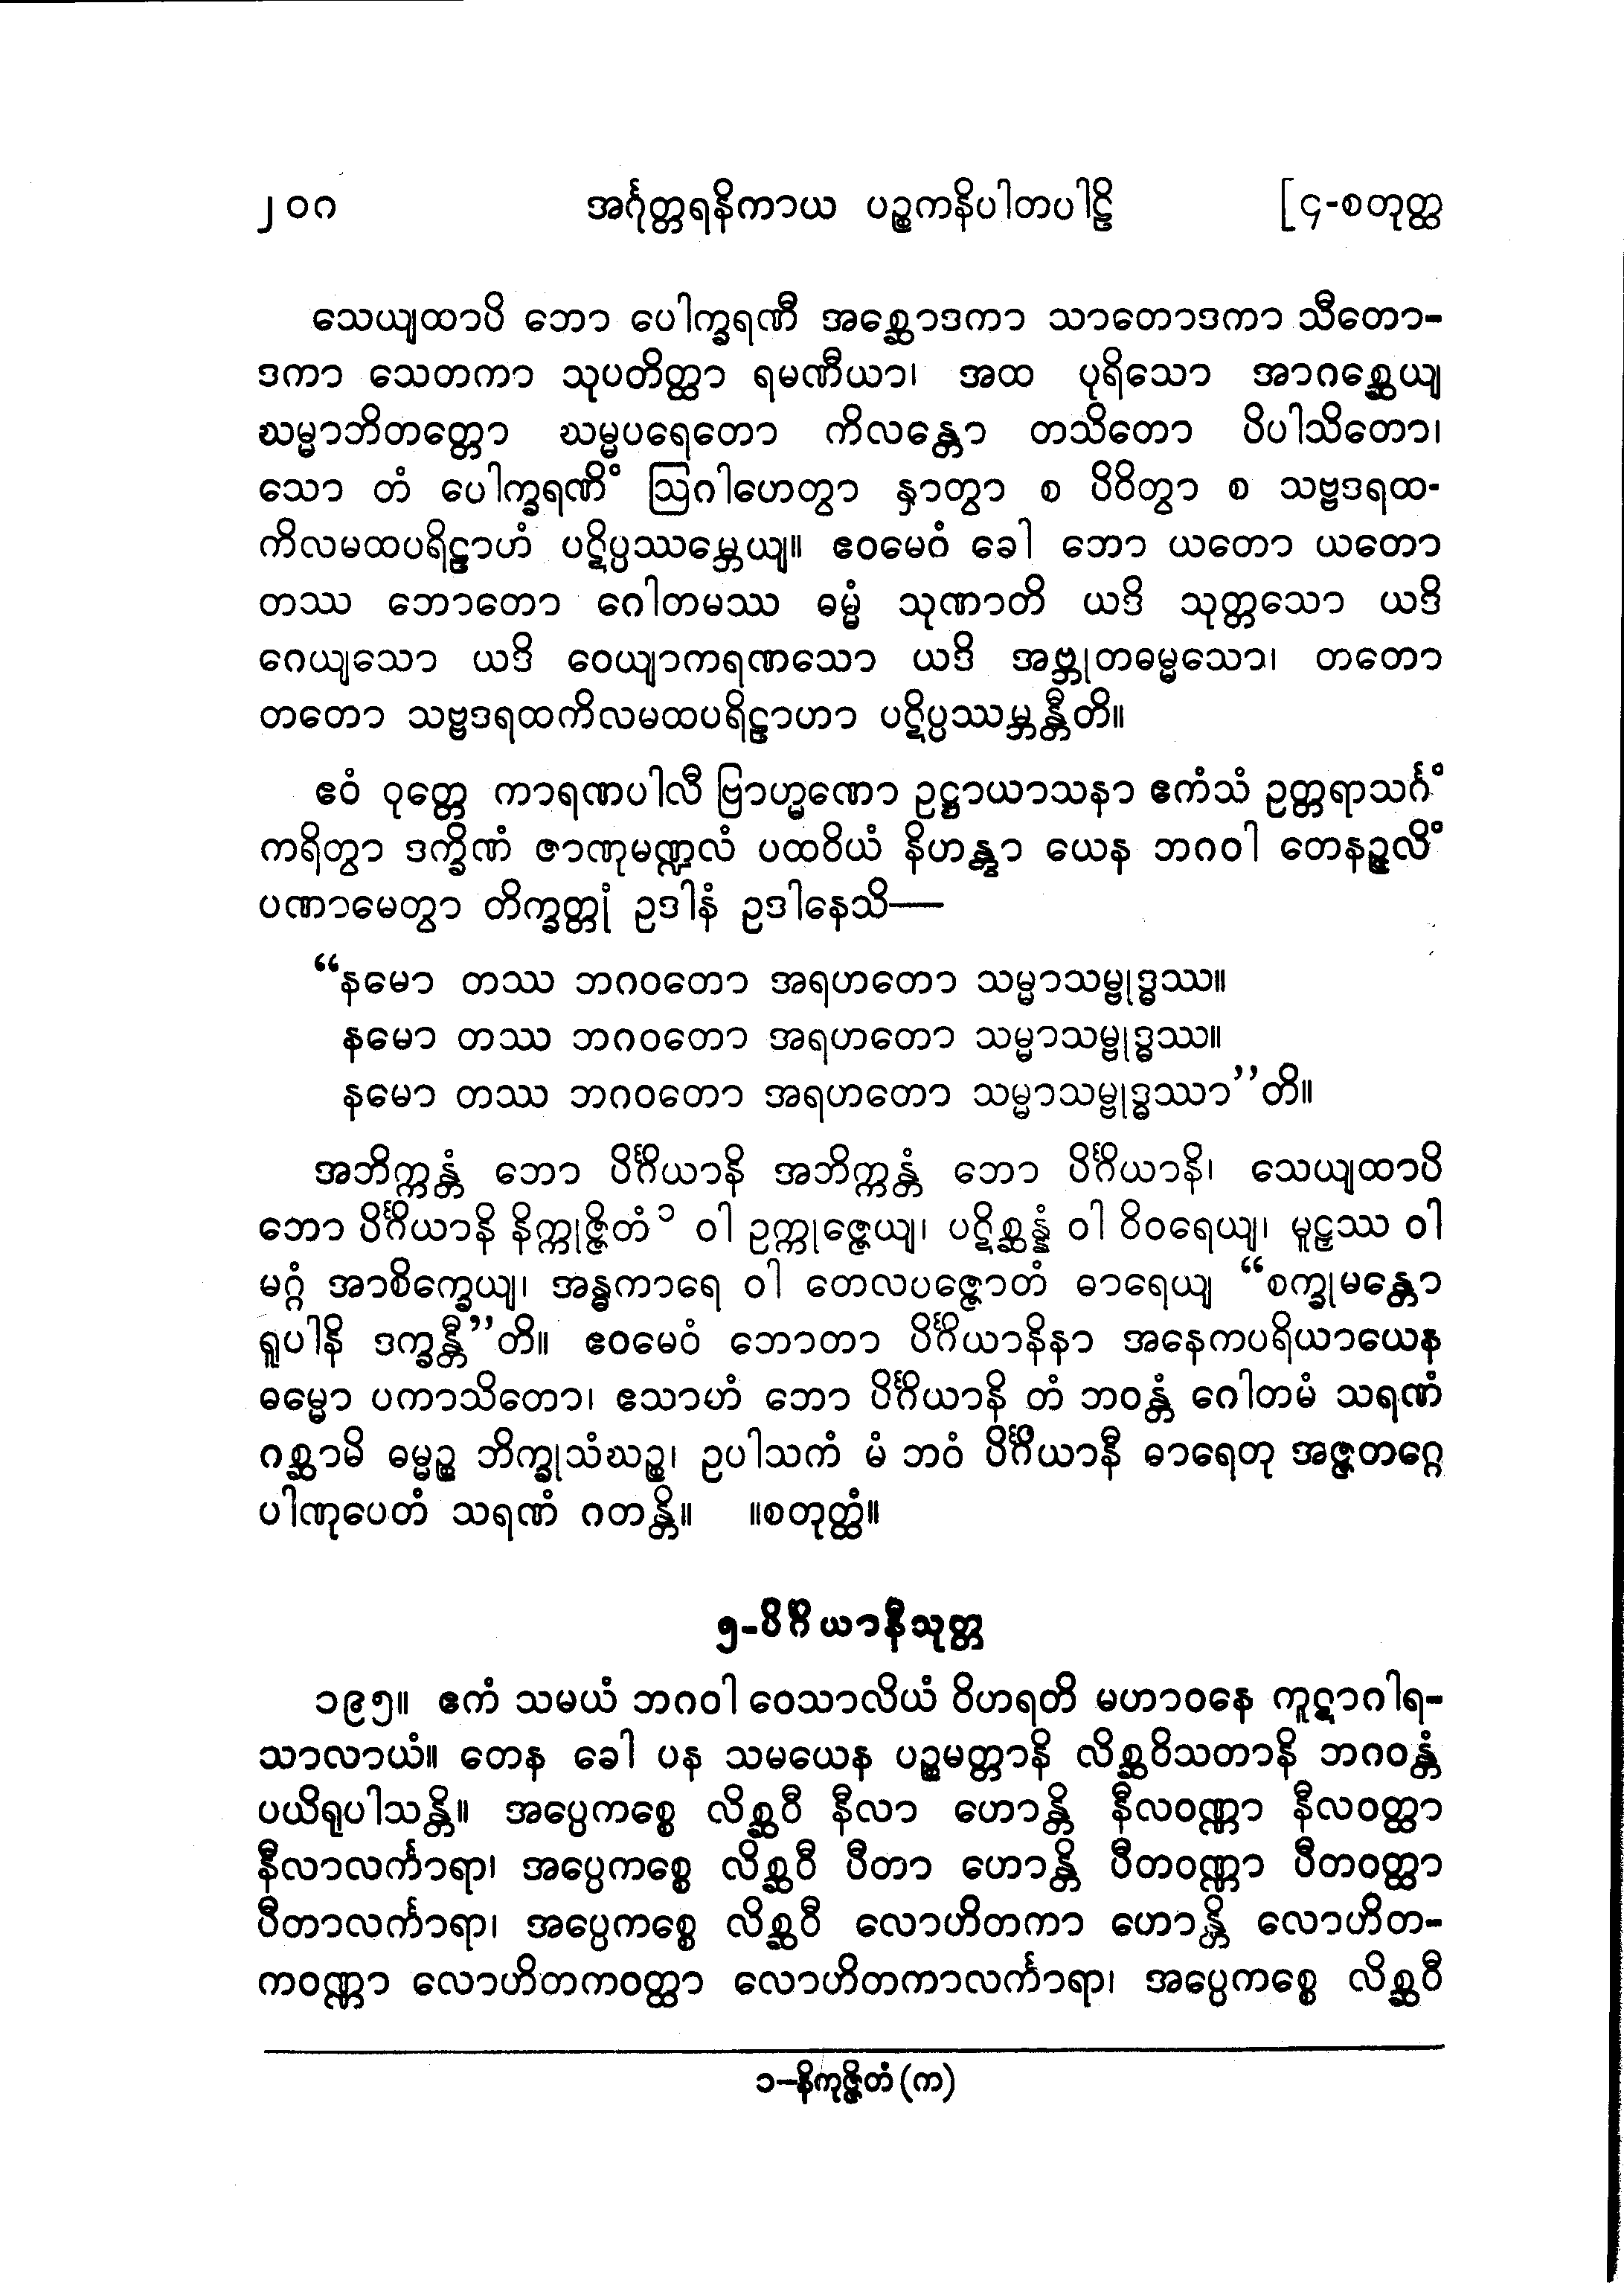 ၂၀ဂ အင်္ဂုတ္တရနိကာယ ပဉ္စကနိပါတပါဠိ [၄-စတုတ္ထ
သေယျထာပိ ဘော ပေါက္ခရဏီ အစ္ဆောဒကာ သာတောဒကာ သီတော-
ဒကာ သေတကာ သုပတိတ္ထာ ရမဏီယာ၊ အထ ပုရိသော အာဂစ္ဆေယျ
ဃမ္မာဘိတတ္တော ဃမ္မပရေတော ကိလန္တော တသိတော ပိပါသိတော၊
သော တံ ပေါက္ခရဏိံ ဩဂါဟေတွာ နှာတွာ စ ပိဝိတွာ စ သဗ္ဗဒရထ-
ကိလမထပရိဠာဟံ ပဋိပ္ပဿမ္ဘေယျ။ ဧဝမေဝံ ခေါ ဘော ယတော ယတော
တဿ ဘောတော ဂေါတမဿ ဓမ္မံ သုဏာတိ ယဒိ သုတ္တသော ယဒိ
ဂေယျသော ယဒိ ဝေယျာကရဏသော ယဒိ အဗ္ဘုတဓမ္မသော၊ တတော
တတော သဗ္ဗဒရထကိလမထပရိဠာဟာ ပဋိပ္ပဿမ္ဘန္တီတိ။
ဧဝံ ဝုတ္တေ ကာရဏပါလီ ဗြာဟ္မဏော ဥဋ္ဌာယာသနာ ဧကံသံ ဥတ္တရာသင်္ဂံ
ကရိတွာ ဒက္ခိဏံ ဇာဏုမဏ္ဍလံ ပထဝိယံ နိဟန္တွာ ယေန ဘဂဝါ တေနဉ္ဇလိံ
ပဏာမေတွာ တိက္ခတ္တုံ ဥဒါနံ ဥဒါနေသိ—
“နမော တဿ ဘဂဝတော အရဟတော သမ္မာသမ္ဗုဒ္ဓဿ။
နမော တဿ ဘဂဝတော အရဟတော သမ္မာသမ္ဗုဒ္ဓဿ။
နမော တဿ ဘဂဝတော အရဟတော သမ္မာသမ္ဗုဒ္ဓဿာ”တိ။
အဘိက္ကန္တံ ဘော ပိင်္ဂိယာနိ အဘိက္ကန္တံ ဘော ပိင်္ဂိယာနိ၊ သေယျထာပိ
ဘော ပိင်္ဂိယာနိ နိက္ကုဇ္ဇိတံ၁ ဝါ ဥက္ကုဇ္ဇေယျ၊ ပဋိစ္ဆန္နံ ဝါ ဝိဝရေယျ၊ မူဠှဿ ဝါ
မဂ္ဂံ အာစိက္ခေယျ၊ အန္ဓကာရေ ဝါ တေလပဇ္ဇောတံ ဓာရေယျ “စက္ခုမန္တော
ရူပါနိ ဒက္ခန္တီ”တိ။ ဧဝမေဝံ ဘောတာ ပိင်္ဂိယာနိနာ အနေကပရိယာယေန
ဓမ္မော ပကာသိတော၊ ဧသာဟံ ဘော ပိင်္ဂိယာနိ တံ ဘဝန္တံ ဂေါတမံ သရဏံ
ဂစ္ဆာမိ ဓမ္မဉ္စ ဘိက္ခုသံဃဉ္စ၊ ဥပါသကံ မံ ဘဝံ ပိင်္ဂိယာနီ ဓာရေတု အဇ္ဇတဂ္ဂေ
ပါဏုပေတံ သရဏံ ဂတန္တိ။ ။စတုတ္ထံ။
၅-ပိင်္ဂိယာနီသုတ္တ
၁၉၅။ ဧကံ သမယံ ဘဂဝါ ဝေသာလိယံ ဝိဟရတိ မဟာဝနေ ကူဋာဂါရ-
သာလာယံ။ တေန ခေါ ပန သမယေန ပဉ္စမတ္တာနိ လိစ္ဆဝိသတာနိ ဘဂဝန္တံ
ပယိရုပါသန္တိ။ အပ္ပေကစ္စေ လိစ္ဆဝီ နီလာ ဟောန္တိ နီလဝဏ္ဏာ နီလဝတ္ထာ
နီလာလင်္ကာရာ၊ အပ္ပေကစ္စေ လိစ္ဆဝီ ပီတာ ဟောန္တိ ပီတဝဏ္ဏာ ပီတဝတ္ထာ
ပီတာလင်္ကာရာ၊ အပ္ပေကစ္စေ လိစ္ဆဝီ လောဟိတကာ ဟောန္တိ လောဟိတ-
ကဝဏ္ဏာ လောဟိတကဝတ္ထာ လောဟိတကာလင်္ကာရာ၊ အပ္ပေကစ္စေ လိစ္ဆဝီ
၁-နိကုဇ္ဇိတံ (က)